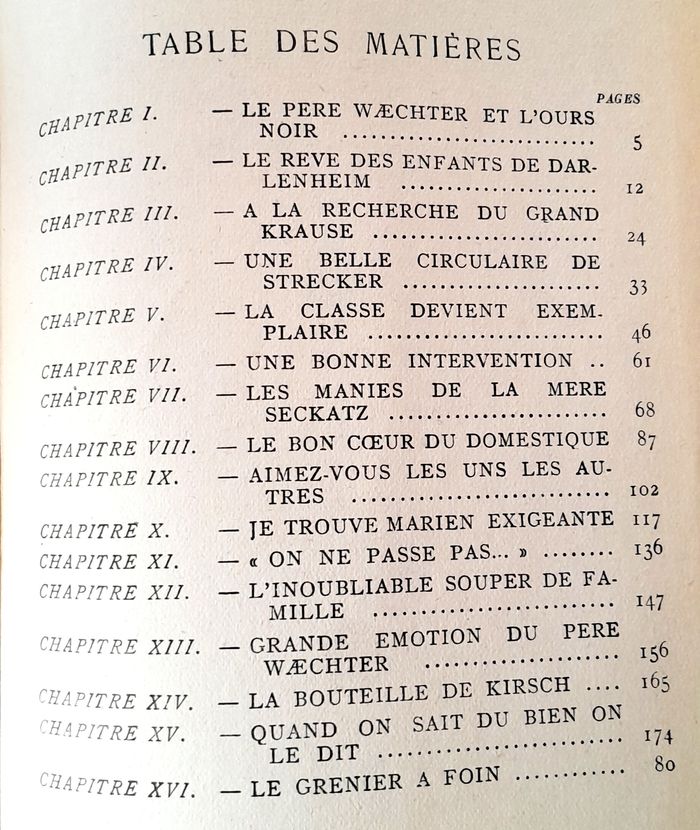 TABLE DES MATIÈRES
PAGES
CHAPITRE I. — LE PERE WÆCHTER ET L'OURS
NOIR .......................... 5
CHAPITRE II. — LE REVE DES ENFANTS DE DAR-
LENHEIM ...................... 12
CHAPITRE III. — A LA RECHERCHE DU GRAND
KRAUSE ......................... 24
CHAPITRE IV. — UNE BELLE CIRCULAIRE DE
STRECKER ...................... 33
CHAPITRE V. — LA CLASSE DEVIENT EXEM-
PLAIRE .......................... 46
CHAPITRE VI. — UNE BONNE INTERVENTION .. 61
CHAPITRE VII. — LES MANIES DE LA MERE
SECKATZ ........................ 68
CHAPITRE VIII. — LE BON CŒUR DU DOMESTIQUE 87
CHAPITRE IX. — AIMEZ-VOUS LES UNS LES AU-
TRES ............................ 102
CHAPITRE X. — JE TROUVE MARIEN EXIGEANTE 117
CHAPITRE XI. — « ON NE PASSE PAS... » ........ 136
CHAPITRE XII. — L'INOUBLIABLE SOUPER DE FA-
MILLE .......................... 147
CHAPITRE XIII. — GRANDE EMOTION DU PERE
WÆCHTER ..................... 156
CHAPITRE XIV. — LA BOUTEILLE DE KIRSCH .... 165
CHAPITRE XV. — QUAND ON SAIT DU BIEN ON
LE DIT .......................... 174
CHAPITRE XVI. — LE GRENIER A FOIN ............ 80